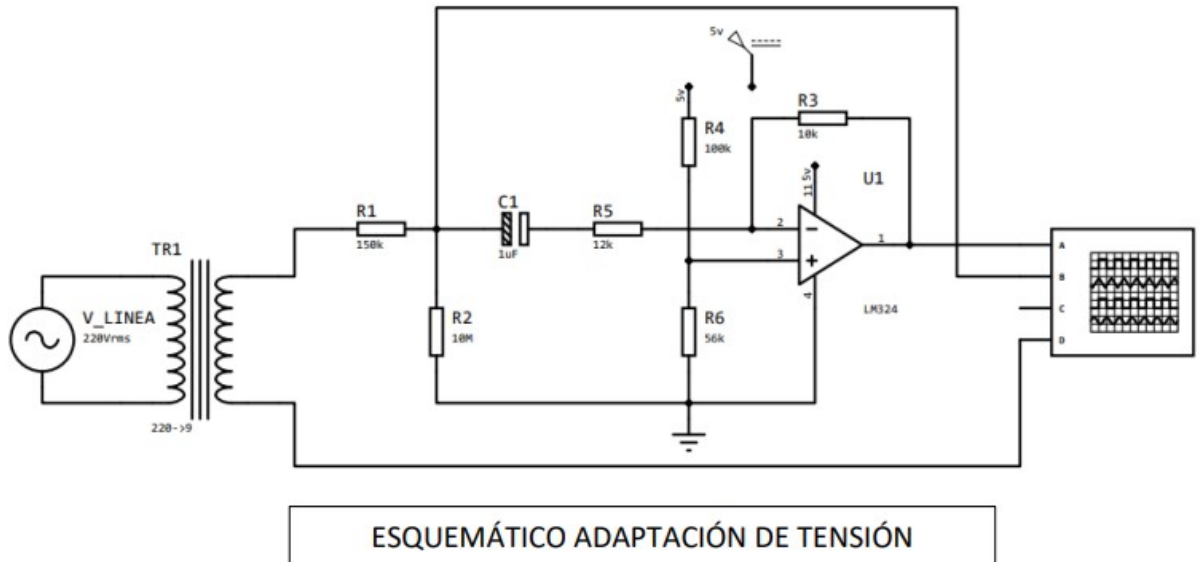 5v
R3
10k
5v
R4
100k
5v
11
U1
R1
150k
C1
1uF
R5
12k
2
3
1
4
LM324
A
B
C
D
TR1
V_LINEA
220Vrms
220->9
R2
10M
R6
56k
ESQUEMÁTICO ADAPTACIÓN DE TENSIÓN